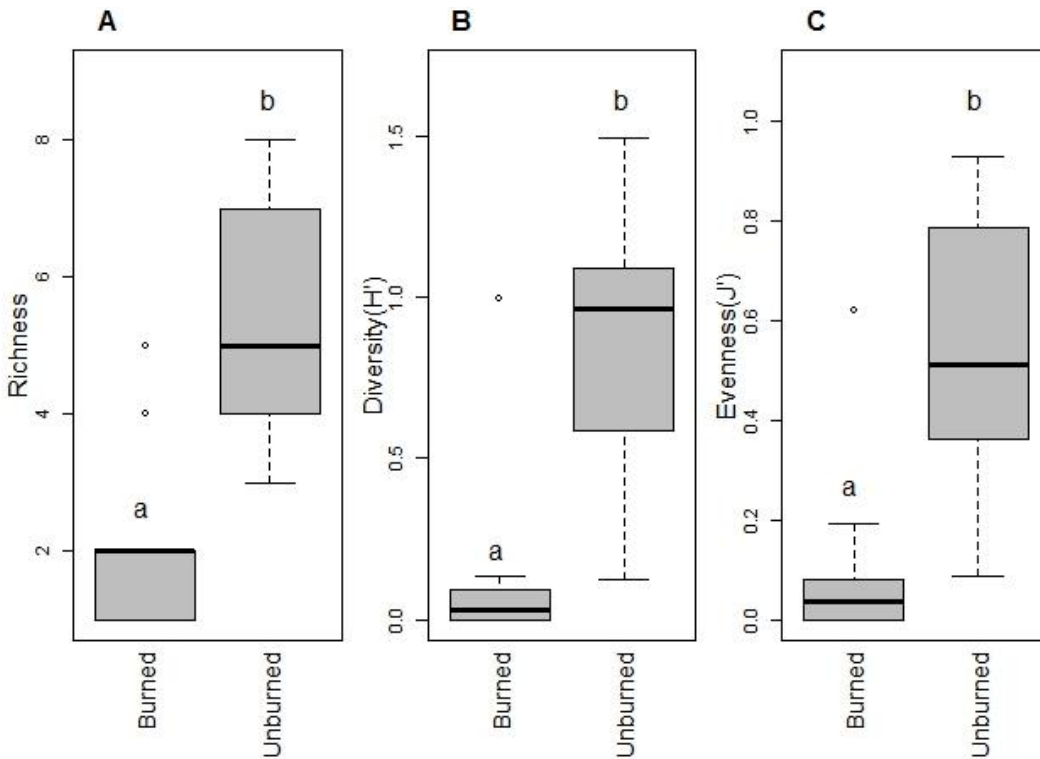 A
Richness
8
6
4
2
b
a
Burned
Unburned
B
Diversity(H')
1.5
1.0
0.5
0.0
b
a
Burned
Unburned
C
Evenness(J')
1.0
0.8
0.6
0.4
0.2
0.0
b
a
Burned
Unburned